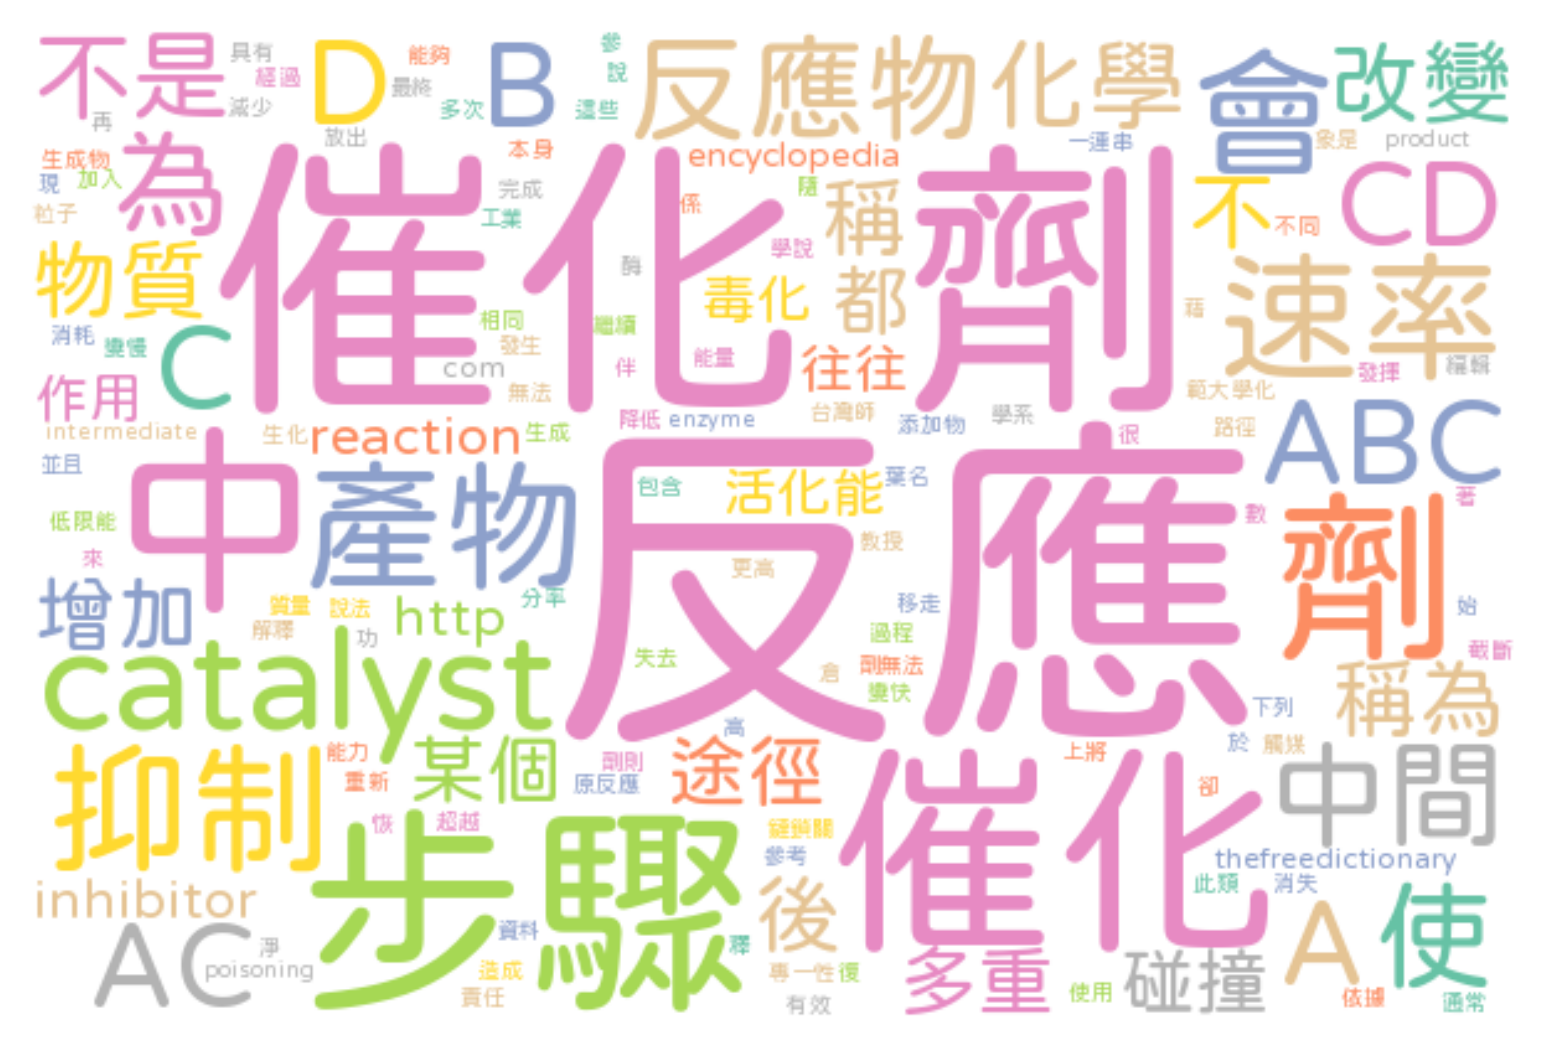 不是
具有
經過
減少
再
D
能夠
最終
放出
多次
B
參
說
這些
反應物
化學
會
改變
象是
product
一連串
本身
encyclopedia
生成物
現
加入
粒子
為
催化劑
完成
工業
係
隨
稱
不
不同
CD
物質
學說
酶
毒化
都
速率
藉
消耗
變慢
C
相同
發生
繼續
com
伴
能量
無法
往往
編輯
發揮
範大學化
作用
intermediate
生化
reaction
生成
降低
enzyme
台灣師
添加物
學系
很
路徑
ABC
並且
中
產物
反應
包含
活化能
葉名
數
著
劑
低限能
來
教授
更高
增加
質量
說法
解釋
功
http
分率
移走
過程
始
截斷
catalyst
失去
倉
劑無法
變快
稱為
下列
高
於
觸媒
上將
抑制
能力
重新
某個
劑則
原反應
途徑
催化
卻
中間
恢
超越
步驟
鏈鎖關
參考
thefreedictionary
此類
消失
inhibitor
後
A
使
AC
淨
poisoning
資料
造成
責任
釋
專一性
復
有效
多重
使用
碰撞
依據
通常